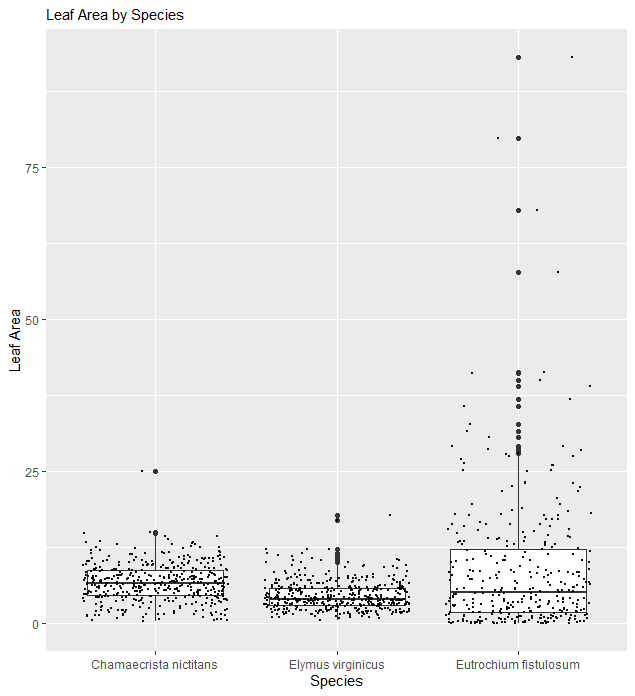 Leaf Area by Species
Leaf Area
75
50
25
0
Chamaecrista nictitans
Elymus virginicus
Eutrochium fistulosum
Species